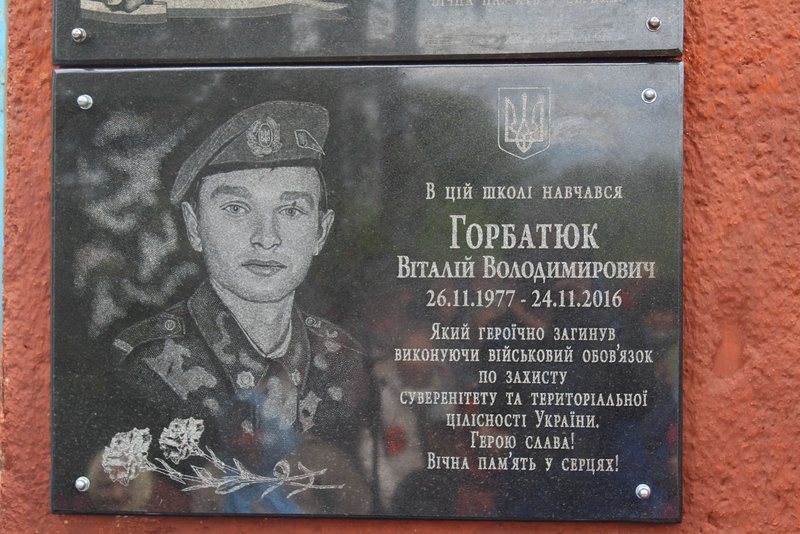 В ЦІЙ ШКОЛІ НАВЧАВСЯ
ГОРБАТЮК
ВІТАЛІЙ ВОЛОДИМИРОВИЧ
26.11.1977 - 24.11.2016
ЯКИЙ ГЕРОЇЧНО ЗАГИНУВ
ВИКОНУЮЧИ ВІЙСЬКОВИЙ ОБОВ'ЯЗОК
ПО ЗАХИСТУ
СУВЕРЕНІТЕТУ ТА ТЕРИТОРІАЛЬНОЇ
ЦІЛІСНОСТІ УКРАЇНИ.
ГЕРОЮ СЛАВА!
ВІЧНА ПАМ'ЯТЬ У СЕРЦЯХ!